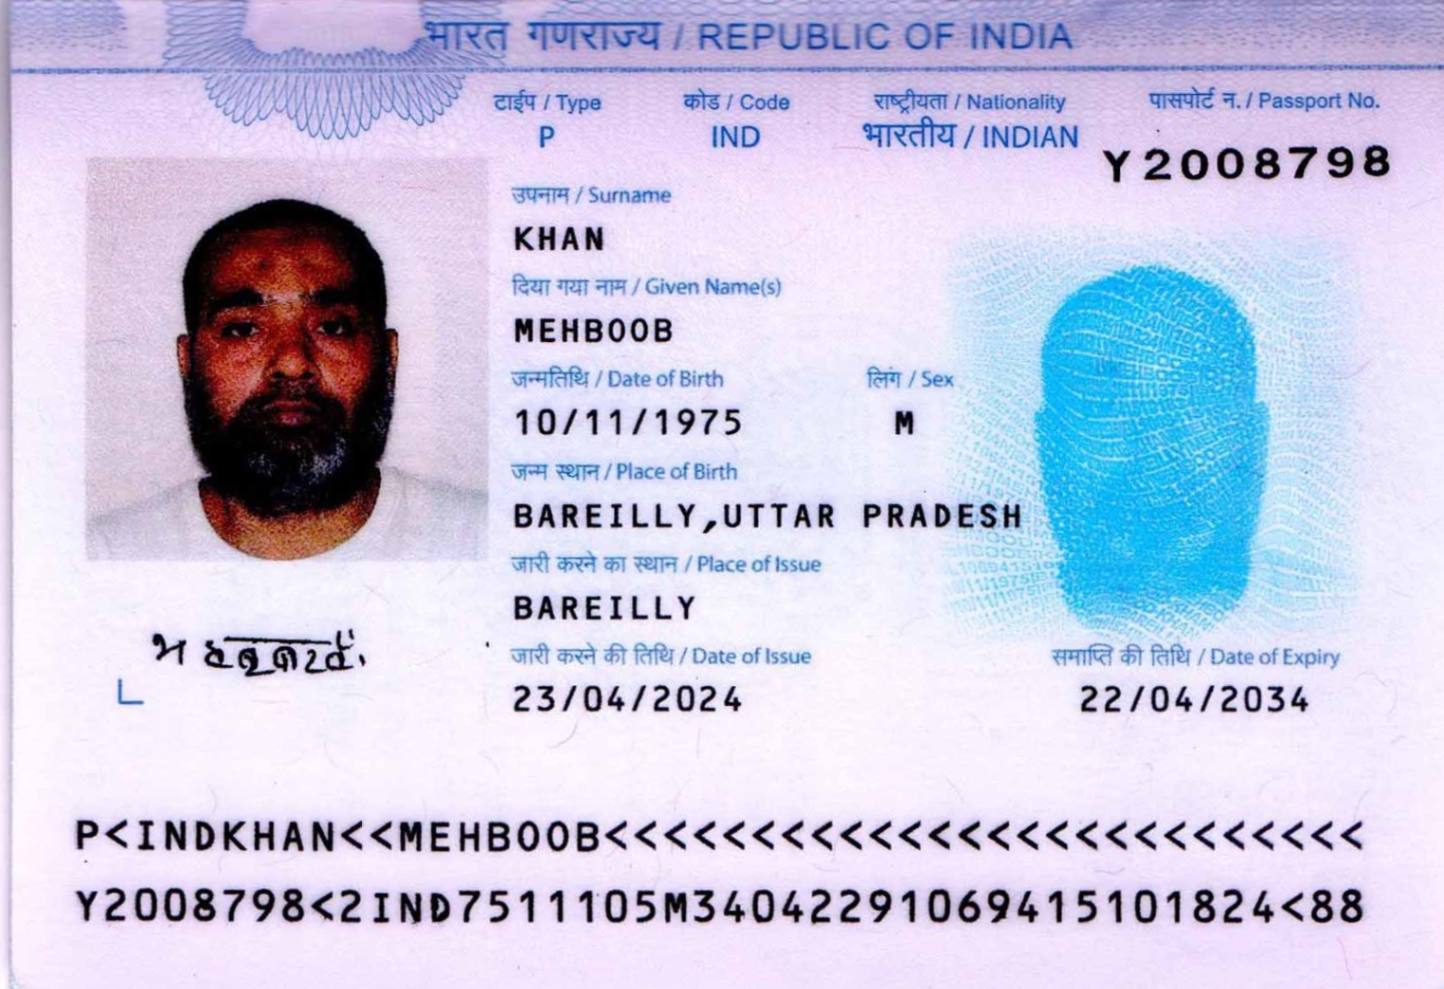 भारत गणराज्य / REPUBLIC OF INDIA
टाईप / Type कोड / Code राष्ट्रीयता / Nationality पासपोर्ट न. / Passport No.
P IND भारतीय / INDIAN Y2008798
उपनाम / Surname
KHAN
दिया गया नाम / Given Name(s)
MEHBOOB
जन्मतिथि / Date of Birth लिंग / Sex
10/11/1975 M
जन्म स्थान / Place of Birth
BAREILLY,UTTAR PRADESH
जारी करने का स्थान / Place of Issue
BAREILLY
जारी करने की तिथि / Date of Issue समाप्ति की तिथि / Date of Expiry
23/04/2024 22/04/2034
P<INDKHAN<<MEHBOOB<<<<<<<<<<<<<<<<<<<<<<<<<<
Y2008798<2IND7511105M34042291069415101824<88